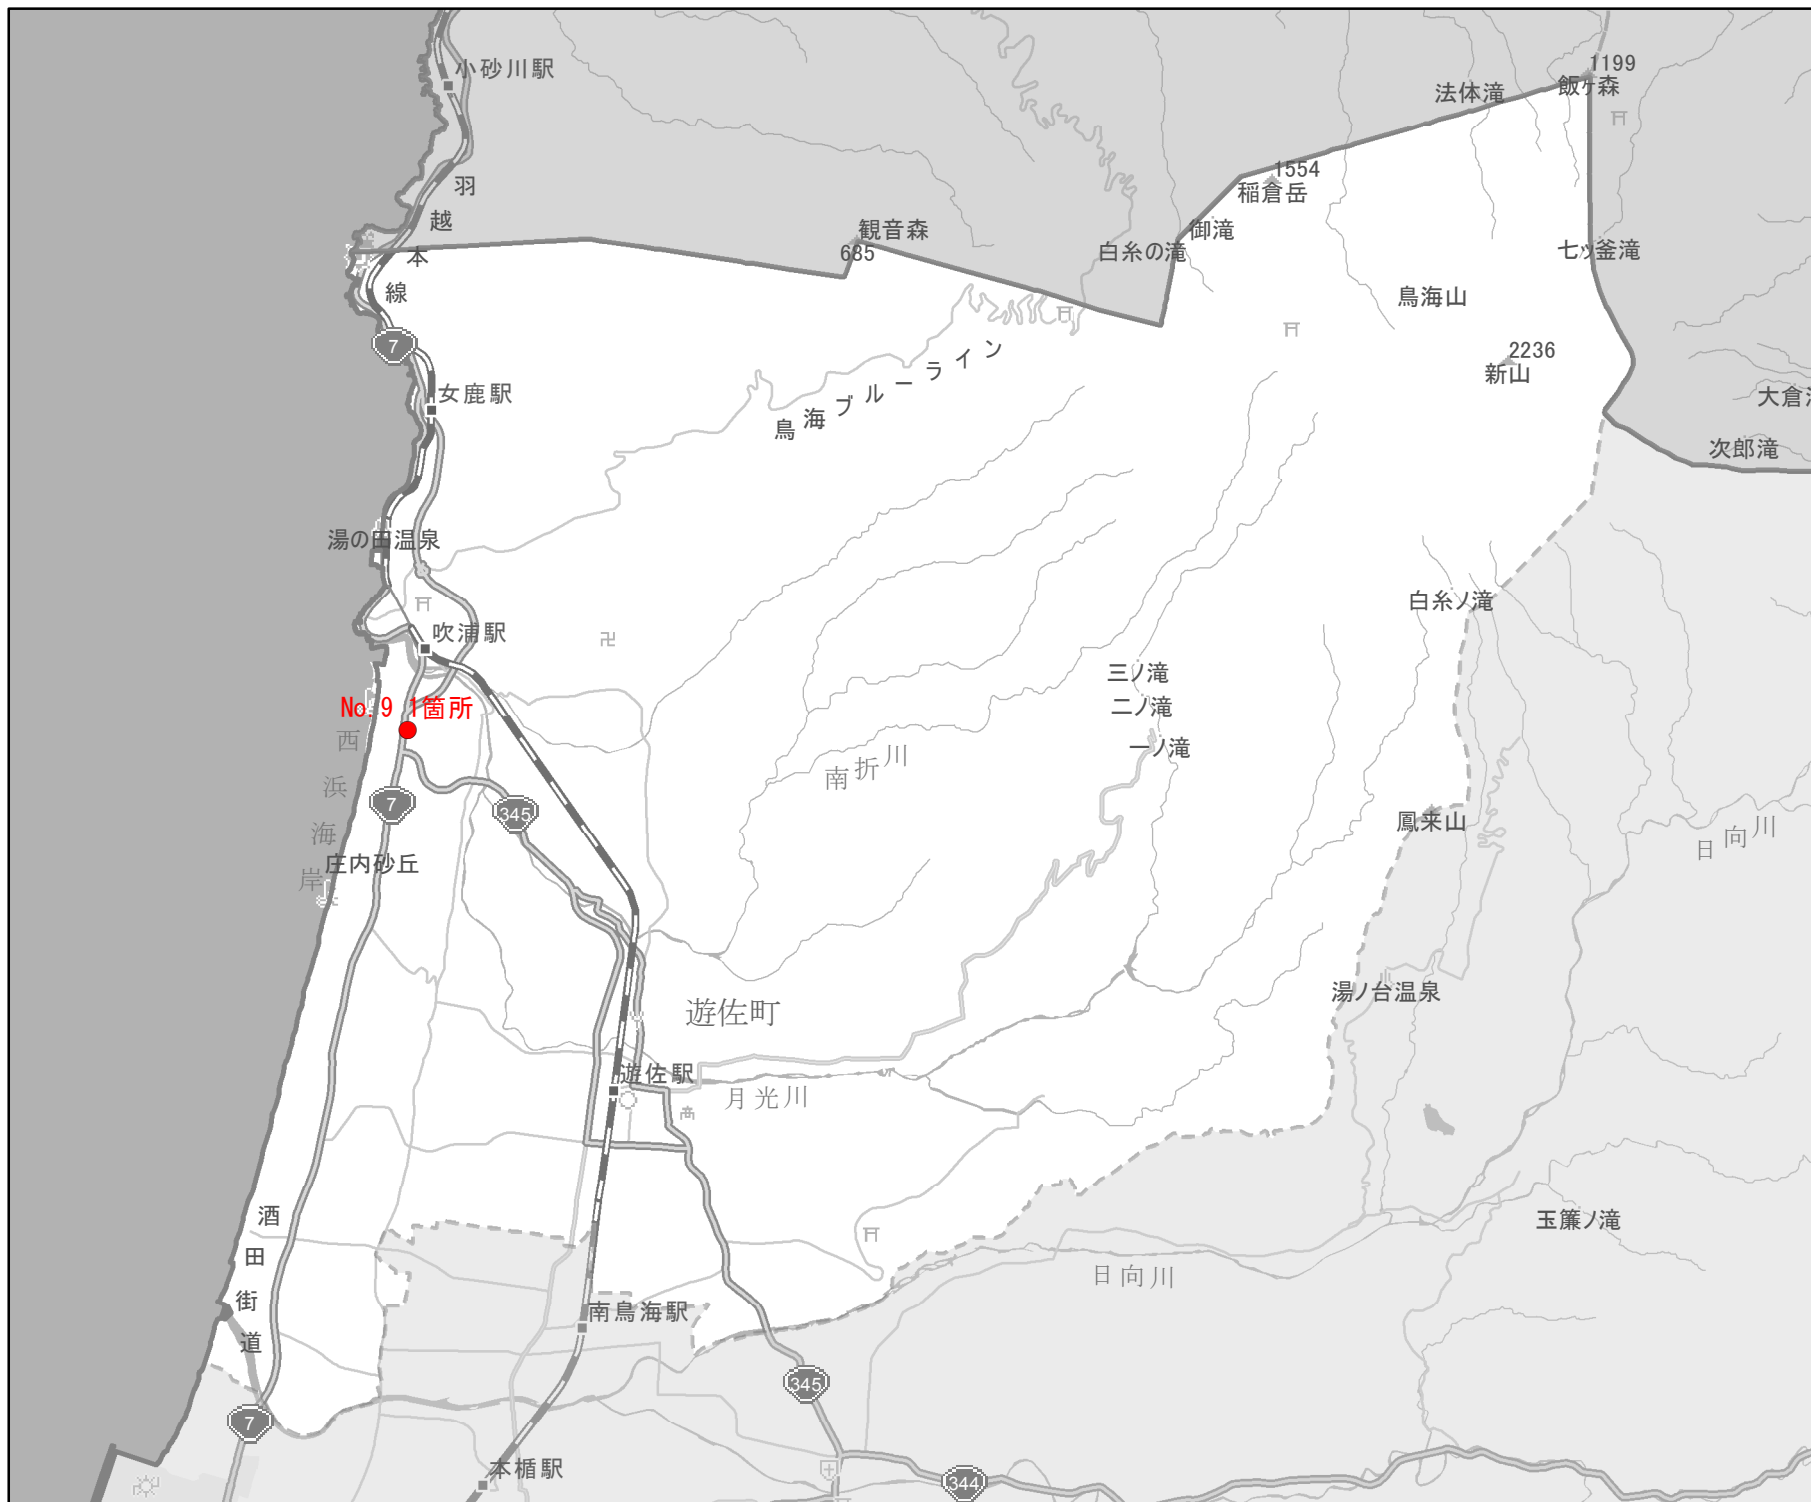 小砂川駅
1199
飯ヶ森
法体滝
1554
稲倉岳
羽越本線
観音森
685
御滝
白糸の滝
七ッ釜滝
鳥海山
7
2236
新山
鳥海ブルーライン
女鹿駅
次郎滝
湯の田温泉
白糸ノ滝
吹浦駅
三ノ滝
二ノ滝
一ノ滝
No.9 1箇所
西浜海岸
南折川
7
345
鳳来山
日向川
庄内砂丘
湯ノ台温泉
遊佐町
遊佐駅
月光川
酒田街道
玉簾ノ滝
日向川
南鳥海駅
345
7
本楯駅
344